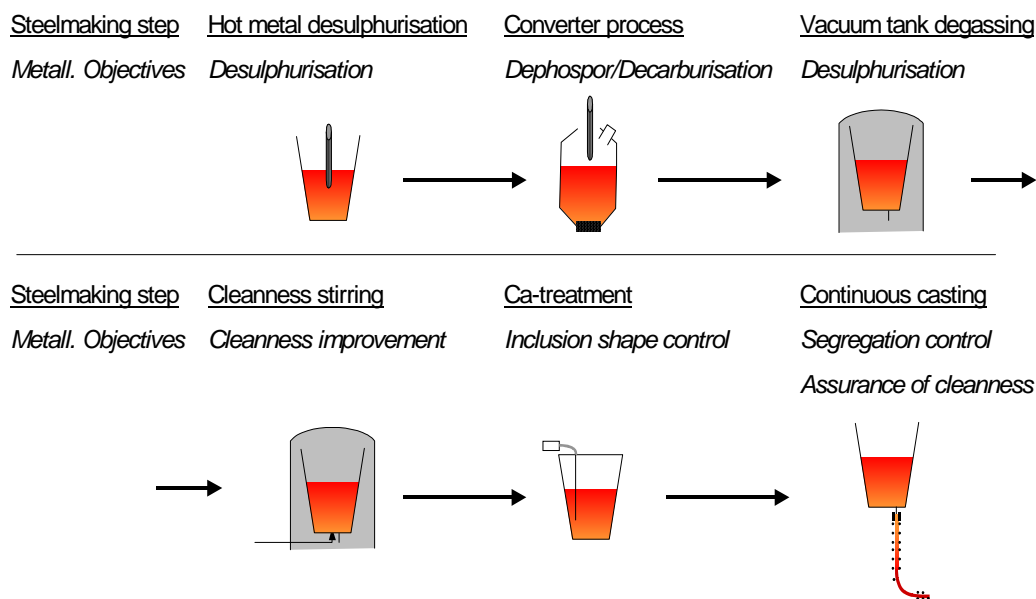 Steelmaking step Hot metal desulphurisation Converter process Vacuum tank degassing
Metall. Objectives Desulphurisation Dephospor/Decarburisation Desulphurisation
Steelmaking step Cleanness stirring Ca-treatment Continuous casting
Metall. Objectives Cleanness improvement Inclusion shape control Segregation control
Assurance of cleanness